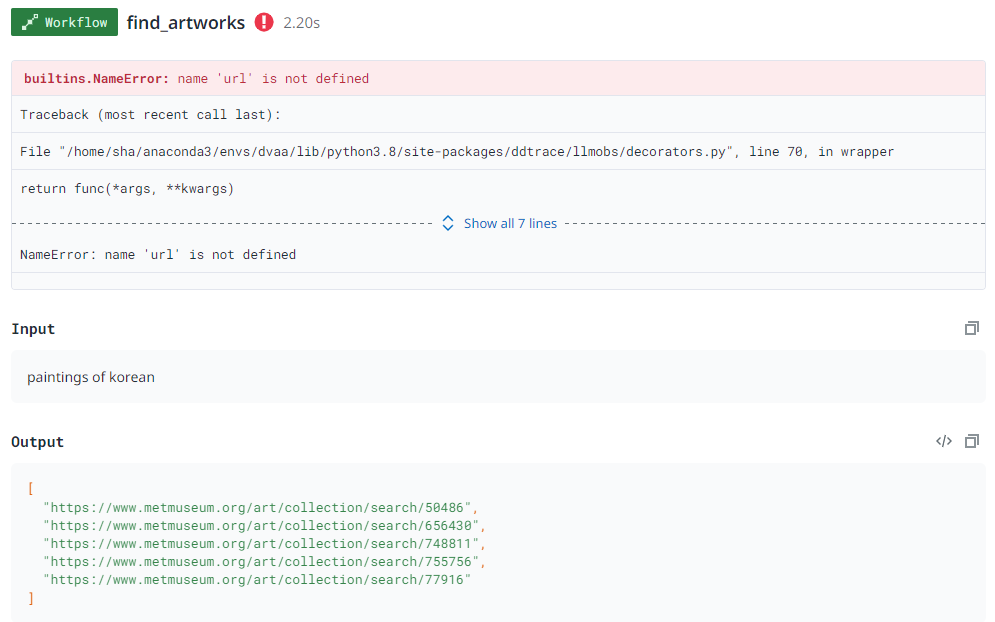 Workflow find_artworks ! 2.20s
builtins.NameError: name 'url' is not defined
Traceback (most recent call last):
File "/home/sha/anaconda3/envs/dvaa/lib/python3.8/site-packages/ddtrace/llmobs/decorators.py", line 70, in wrapper
return func(*args, **kwargs)
Show all 7 lines
NameError: name 'url' is not defined
Input
paintings of korean
Output </>
[
"https://www.metmuseum.org/art/collection/search/50486",
"https://www.metmuseum.org/art/collection/search/656430",
"https://www.metmuseum.org/art/collection/search/748811",
"https://www.metmuseum.org/art/collection/search/755756",
"https://www.metmuseum.org/art/collection/search/77916"
]